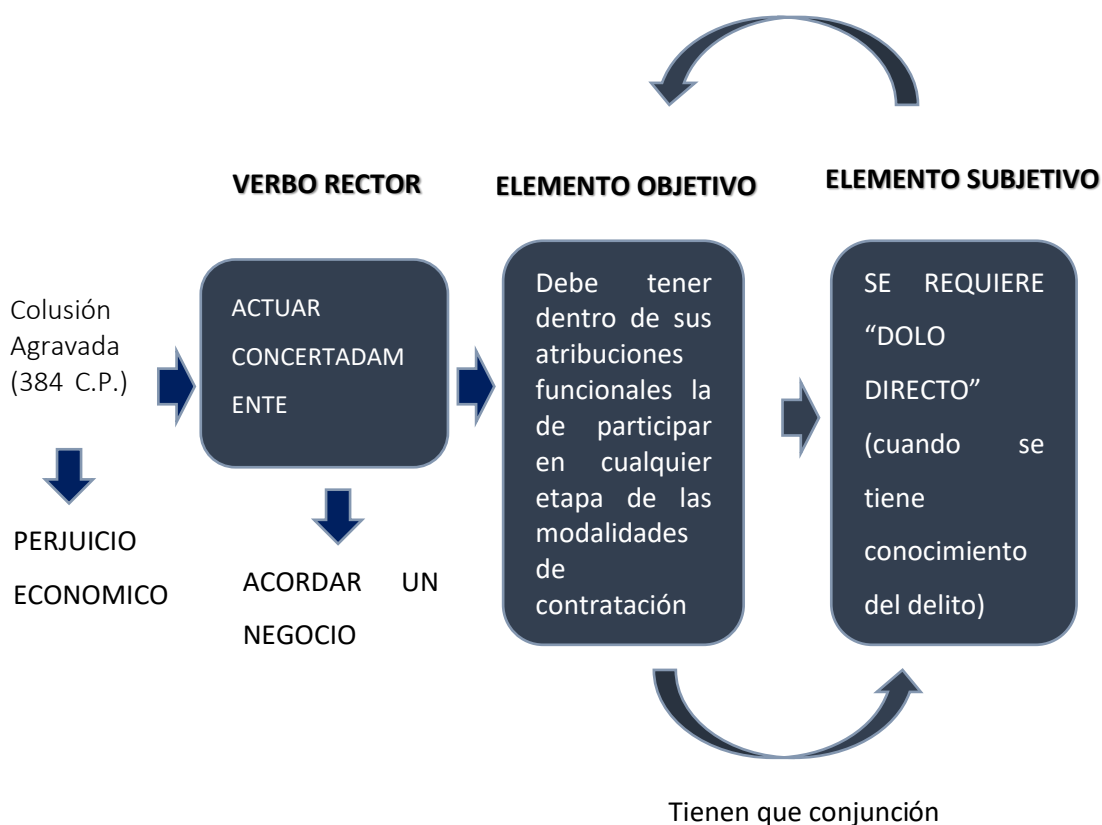 VERBO RECTOR
ELEMENTO OBJETIVO
ELEMENTO SUBJETIVO
Colusión
Agravada
(384 C.P.)
PERJUICIO
ECONOMICO
ACTUAR
CONCERTADAM
ENTE
ACORDAR UN
NEGOCIO
Debe tener
dentro de sus
atribuciones
funcionales la
de participar
en cualquier
etapa de las
modalidades
de
contratación
SE REQUIERE
“DOLO
DIRECTO”
(cuando se
tiene
conocimiento
del delito)
Tienen que conjunción